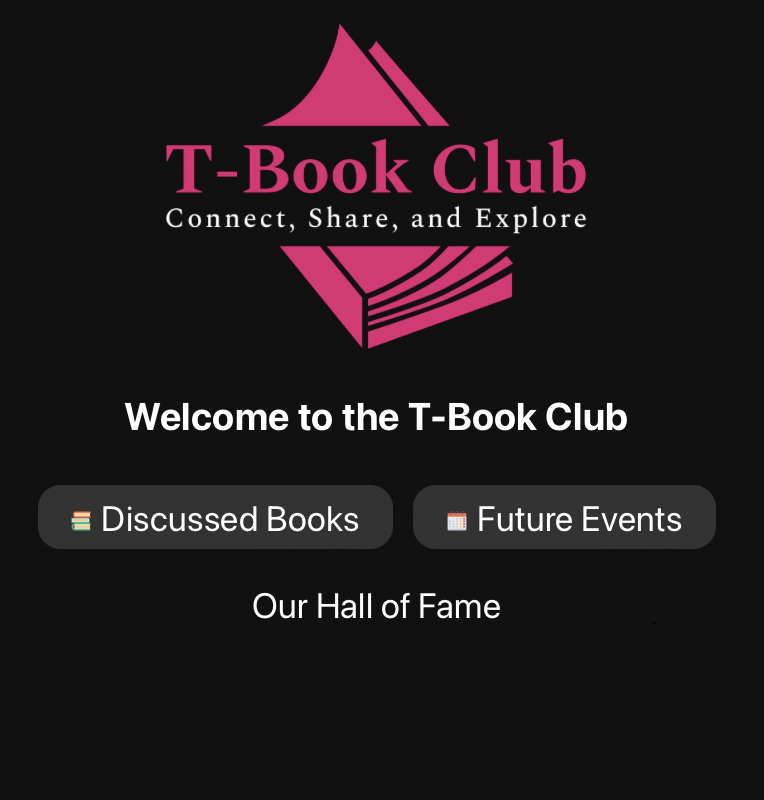 T-Book Club
Connect, Share, and Explore
Welcome to the T-Book Club
📚 Discussed Books
🗓️ Future Events
Our Hall of Fame